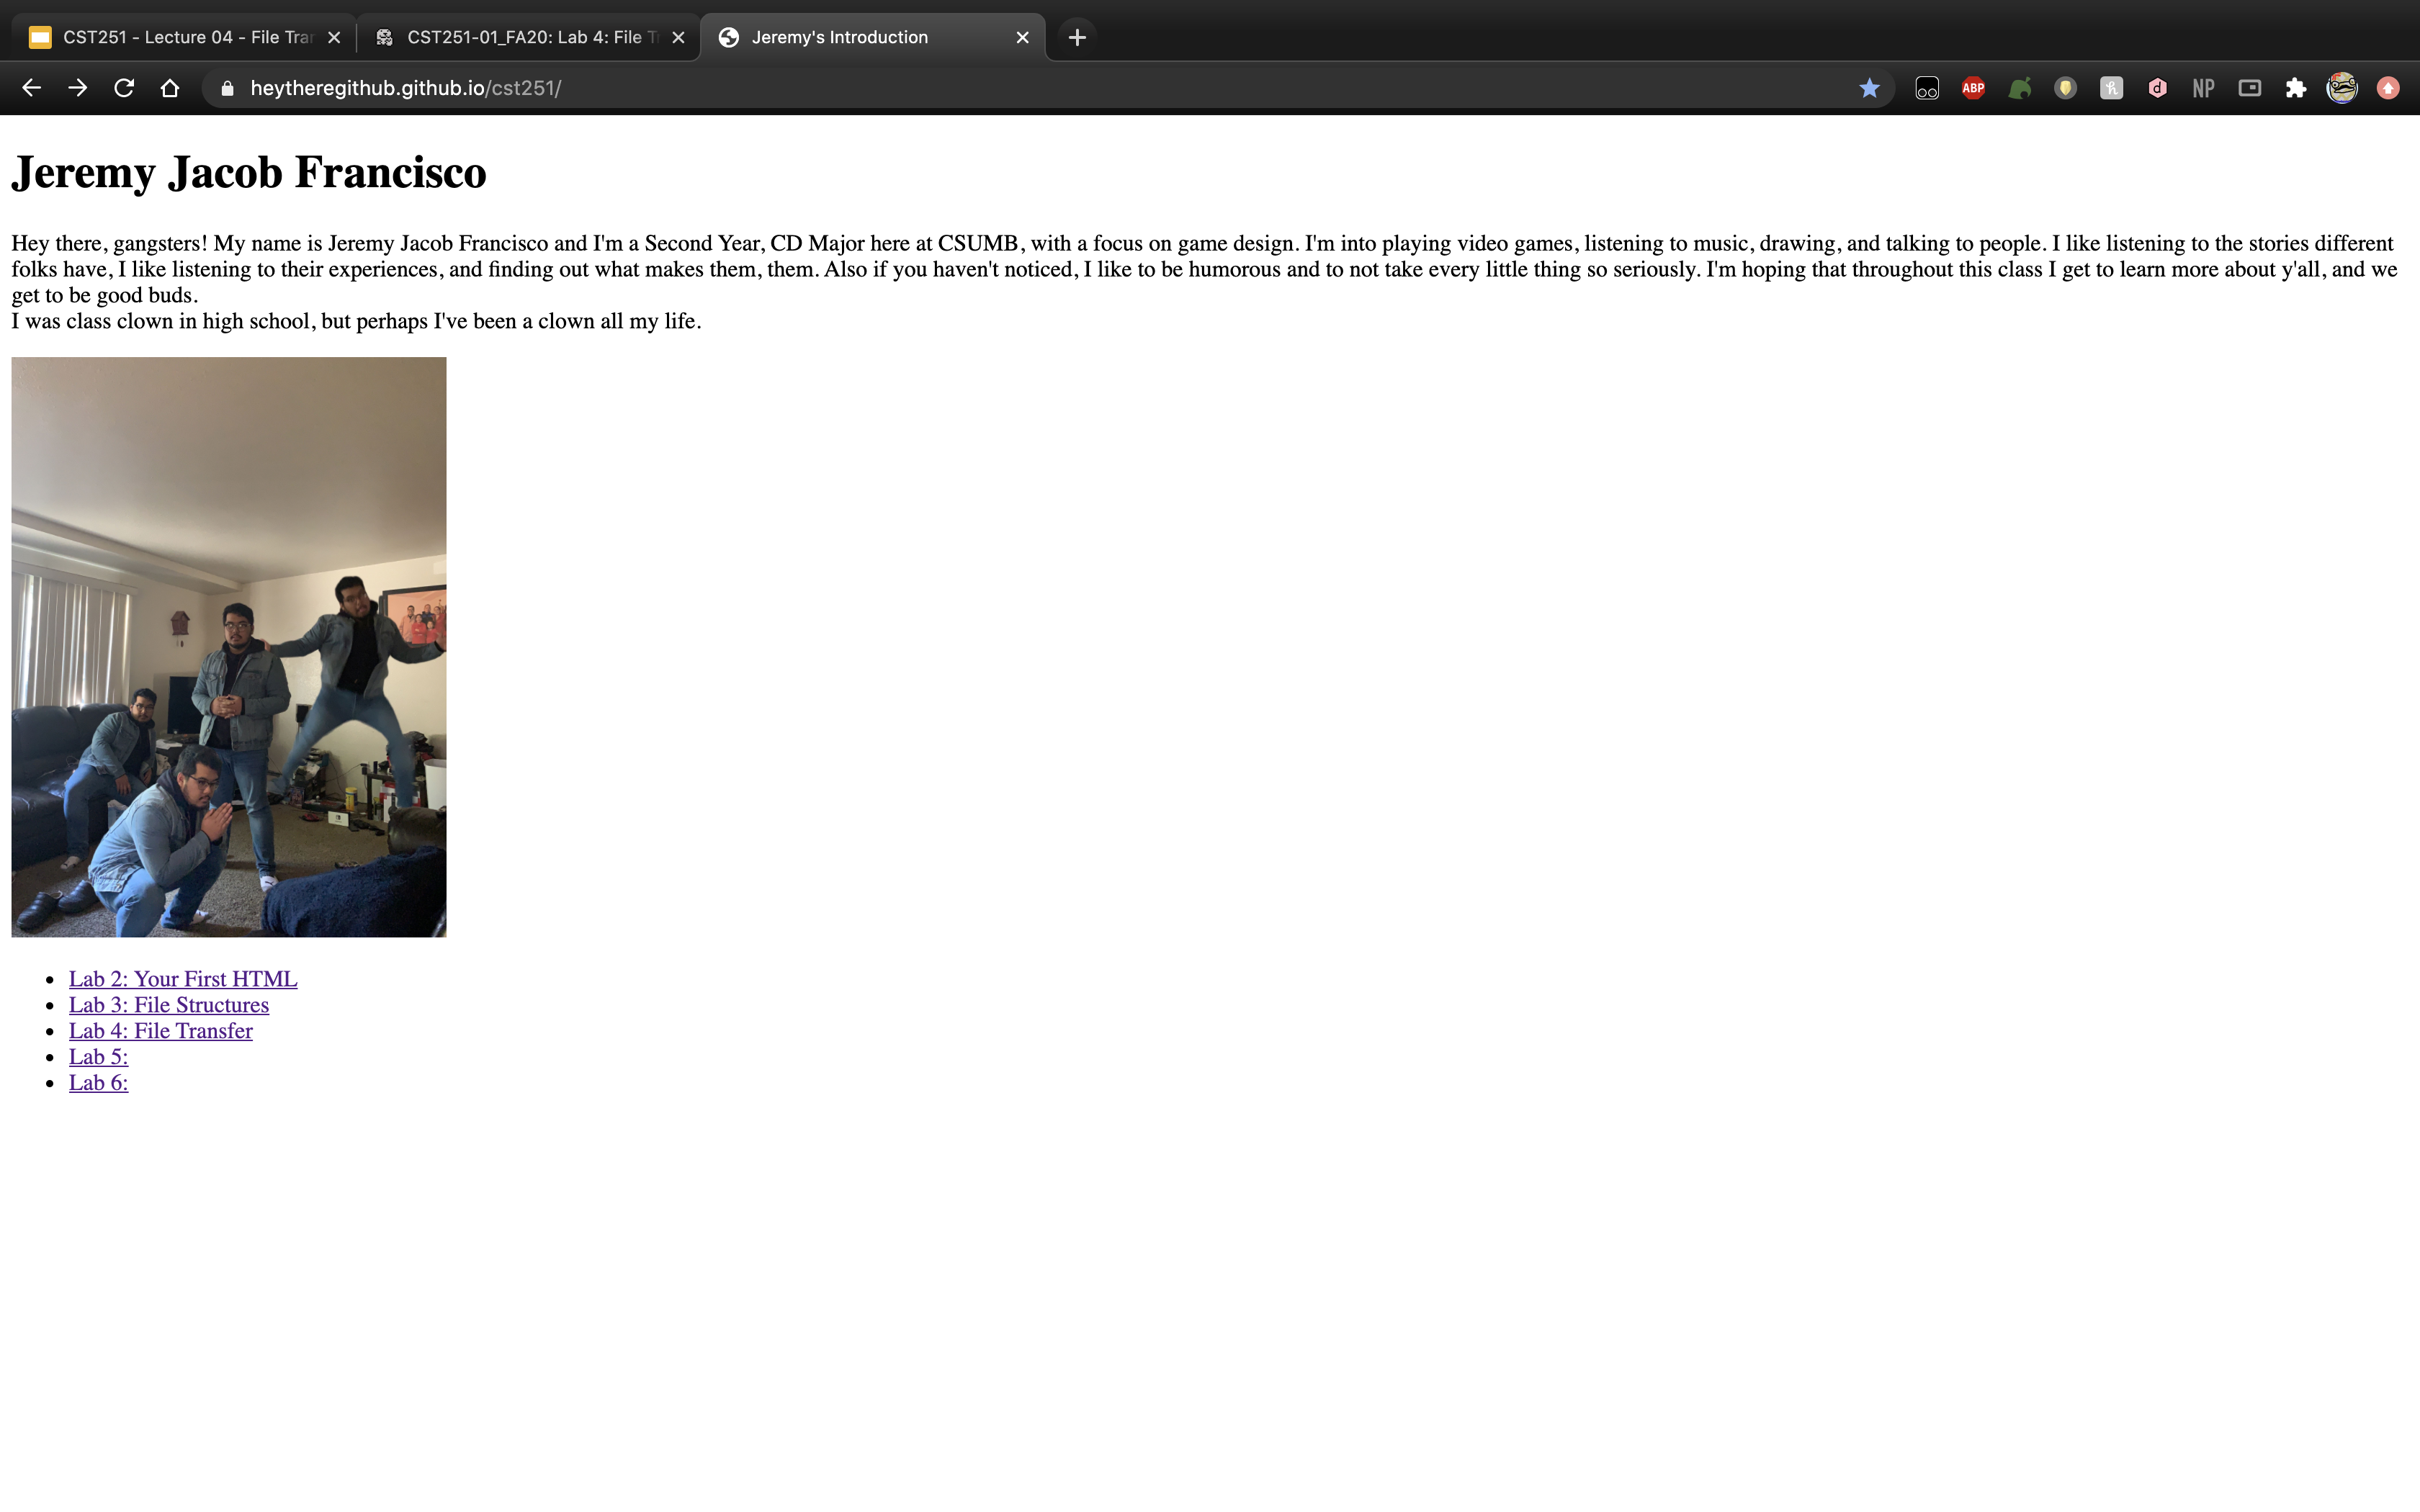 CST251 - Lecture 04 - File Tran
CST251-01_FA20: Lab 4: File T
Jeremy's Introduction
heytheregithub.github.io/cst251/
ABP
NP
Jeremy Jacob Francisco
Hey there, gangsters! My name is Jeremy Jacob Francisco and I'm a Second Year, CD Major here at CSUMB, with a focus on game design. I'm into playing video games, listening to music, drawing, and talking to people. I like listening to the stories different
folks have, I like listening to their experiences, and finding out what makes them, them. Also if you haven't noticed, I like to be humorous and to not take every little thing so seriously. I'm hoping that throughout this class I get to learn more about y'all, and we
get to be good buds.
I was class clown in high school, but perhaps I've been a clown all my life.
Lab 2: Your First HTML
Lab 3: File Structures
Lab 4: File Transfer
Lab 5:
Lab 6: